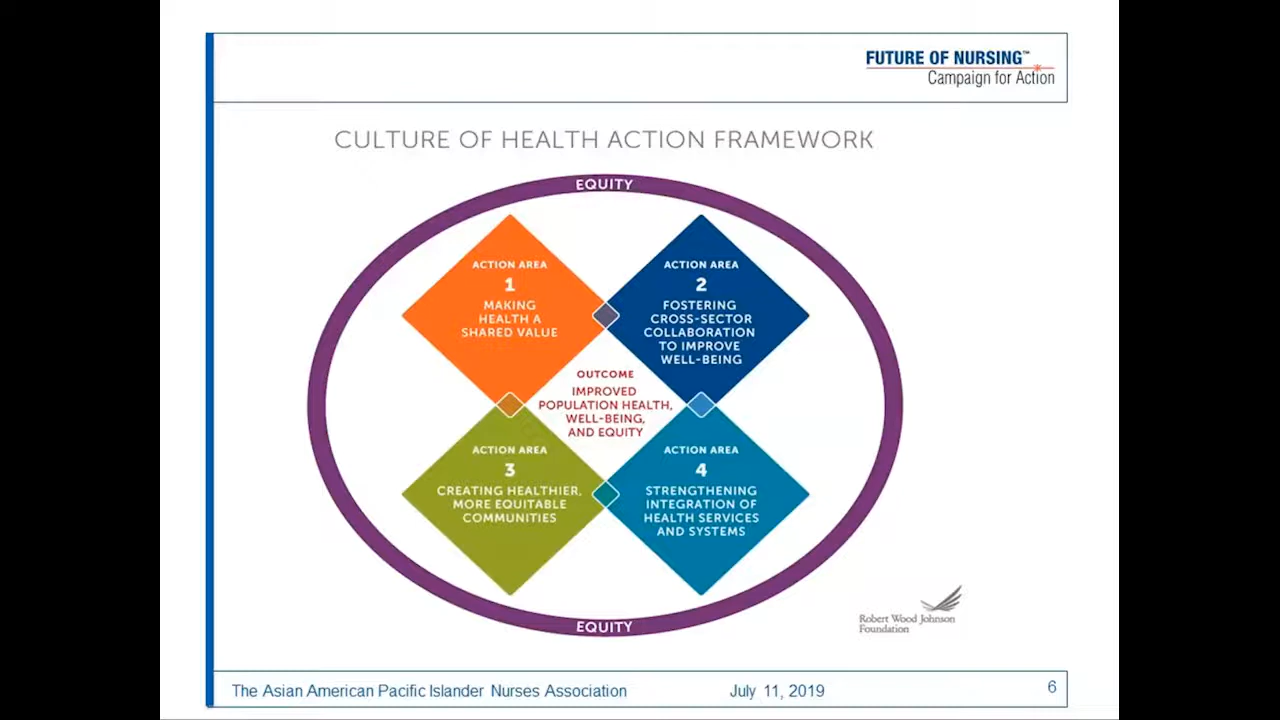 FUTURE OF NURSING™
Campaign for Action
CULTURE OF HEALTH ACTION FRAMEWORK
EQUITY
ACTION AREA
1
MAKING
HEALTH A
SHARED VALUE
ACTION AREA
2
FOSTERING
CROSS-SECTOR
COLLABORATION
TO IMPROVE
WELL-BEING
OUTCOME
IMPROVED
POPULATION HEALTH,
WELL-BEING,
AND EQUITY
ACTION AREA
3
CREATING HEALTHIER,
MORE EQUITABLE
COMMUNITIES
ACTION AREA
4
STRENGTHENING
INTEGRATION OF
HEALTH SERVICES
AND SYSTEMS
EQUITY
Robert Wood Johnson
Foundation
The Asian American Pacific Islander Nurses Association
July 11, 2019
6